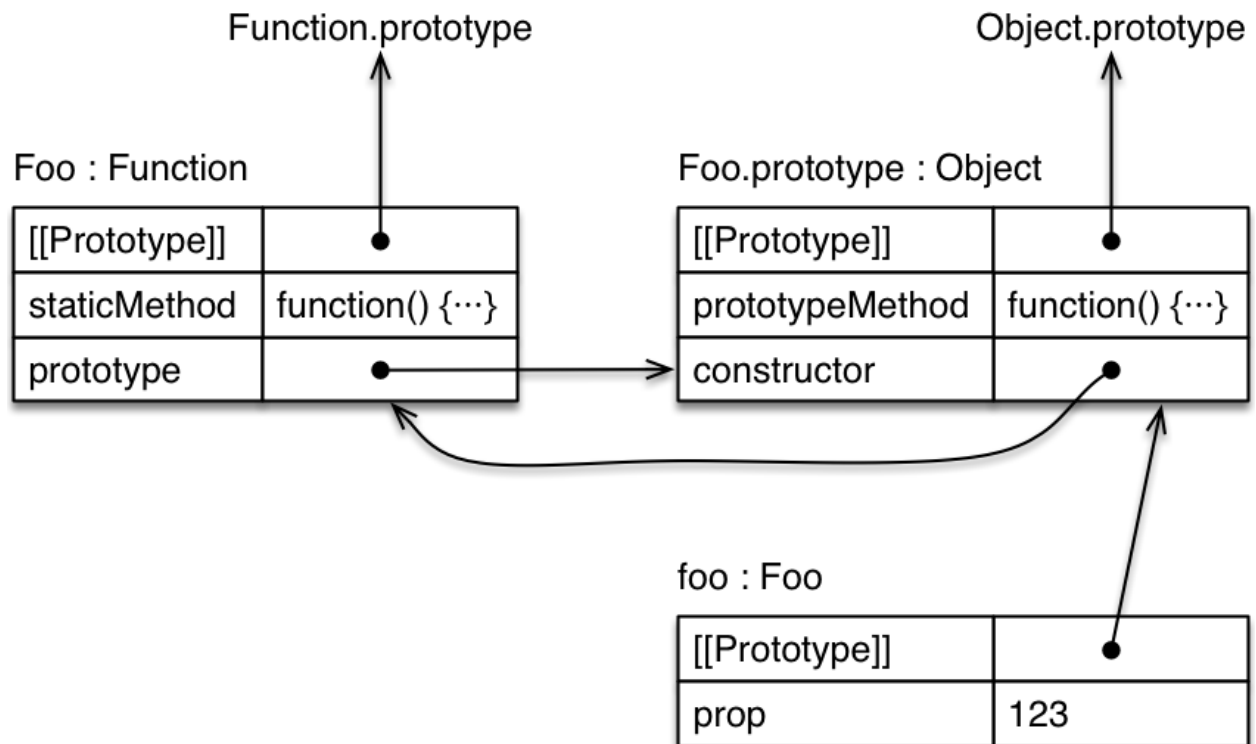 Function.prototype
Object.prototype
Foo : Function
Foo.prototype : Object
[[Prototype]]
staticMethod function() {···}
prototype
[[Prototype]]
prototypeMethod function() {···}
constructor
foo : Foo
[[Prototype]]
prop 123